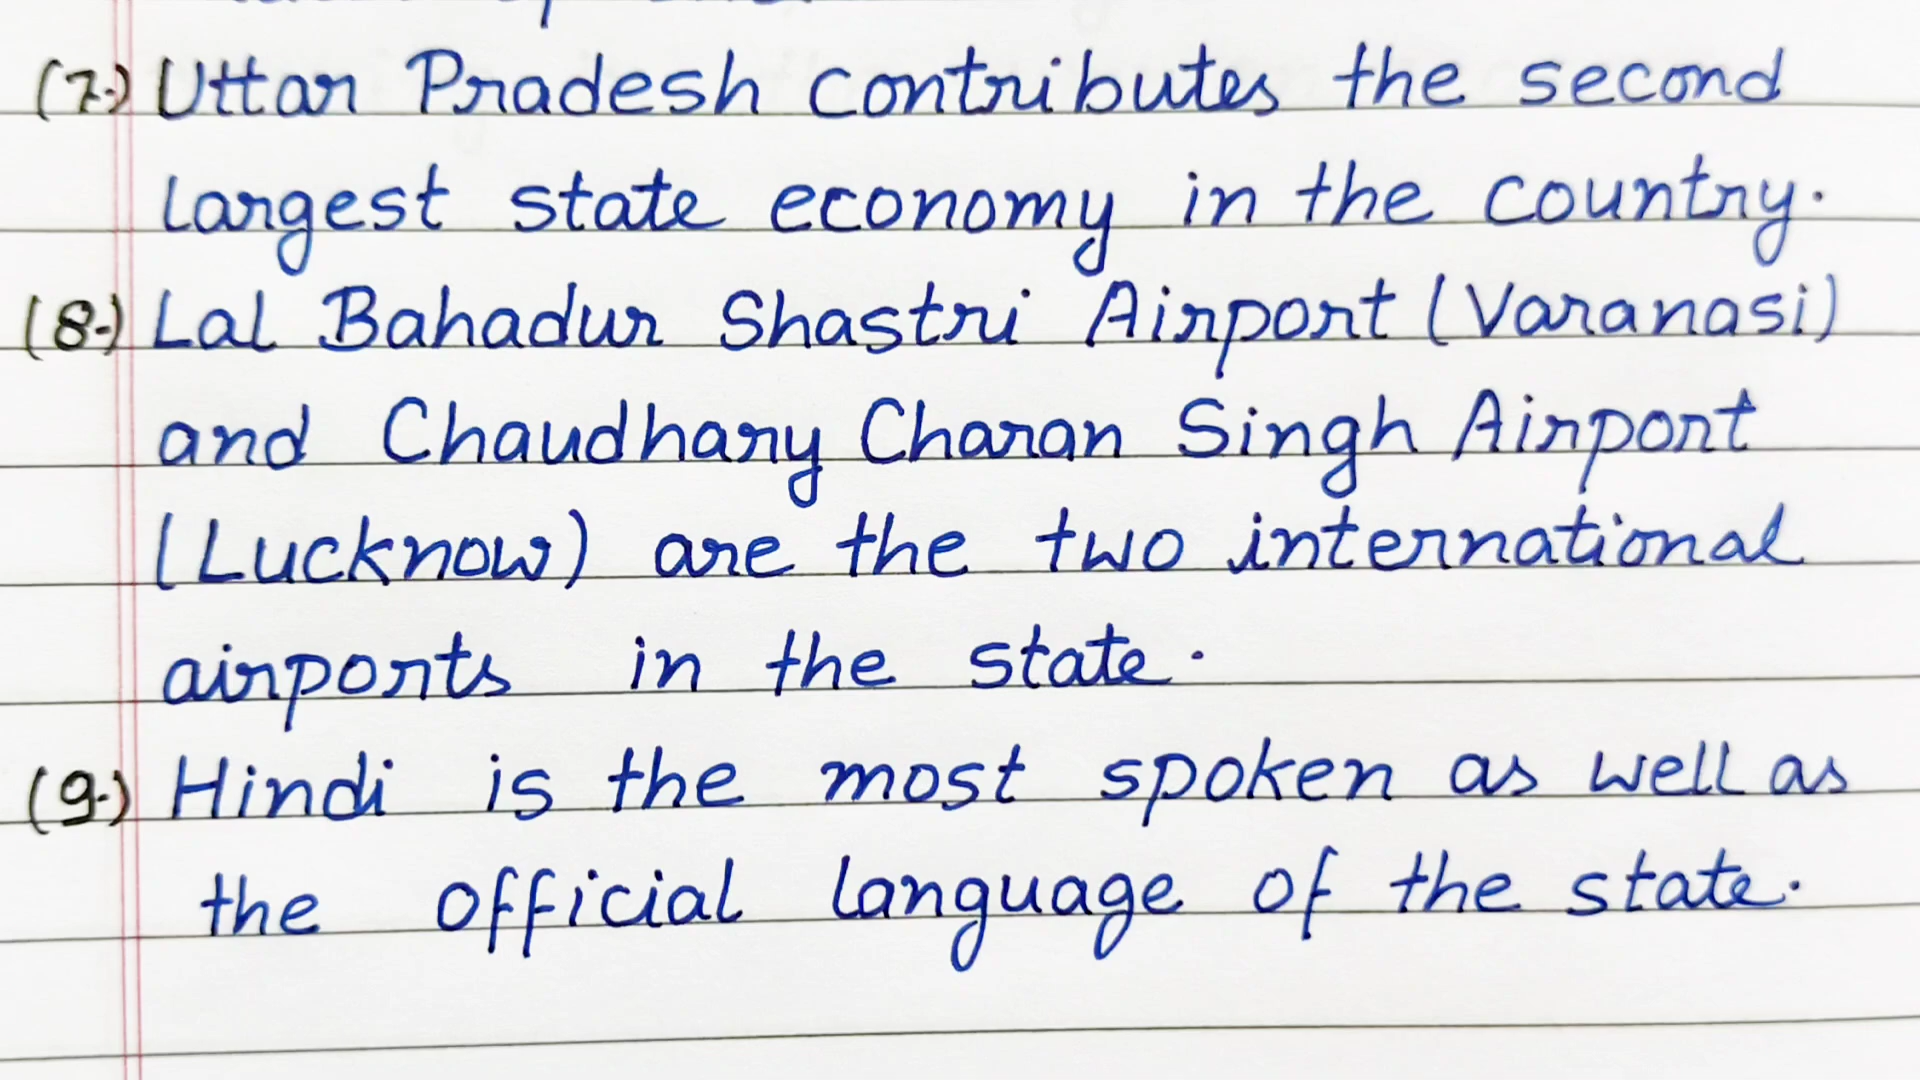 (7.) Uttar Pradesh contributes the second
largest state economy in the country.
(8.) Lal Bahadur Shastri Airport (Varanasi)
and Chaudhary Charan Singh Airport
(Lucknow) are the two international
airports in the state.
(9.) Hindi is the most spoken as well as
the official language of the state.